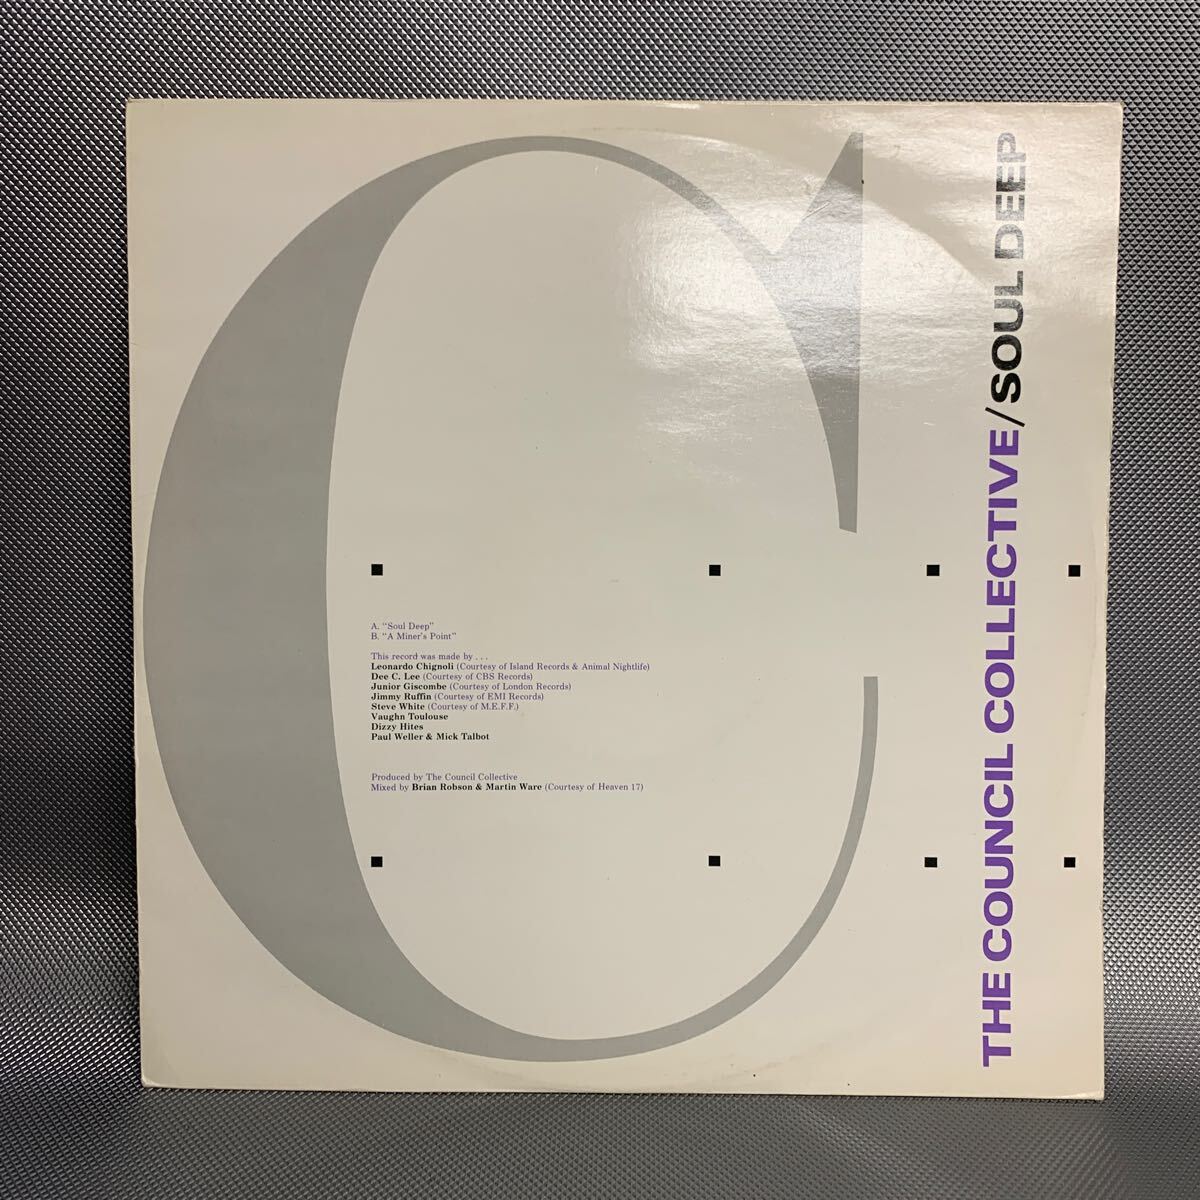 THE COUNCIL COLLECTIVE/SOUL DEEP
A. "Soul Deep"
B. "A Miner's Point"
This record was made by . . .
Leonardo Chignoli (Courtesy of Island Records & Animal Nightlife)
Dee C. Lee (Courtesy of CBS Records)
Junior Giscombe (Courtesy of London Records)
Jimmy Ruffin (Courtesy of EMI Records)
Steve White (Courtesy of M.E.F.F.)
Vaughn Toulouse
Dizzy Hites
Paul Weller & Mick Talbot
Produced by The Council Collective
Mixed by Brian Robson & Martin Ware (Courtesy of Heaven 17)
C